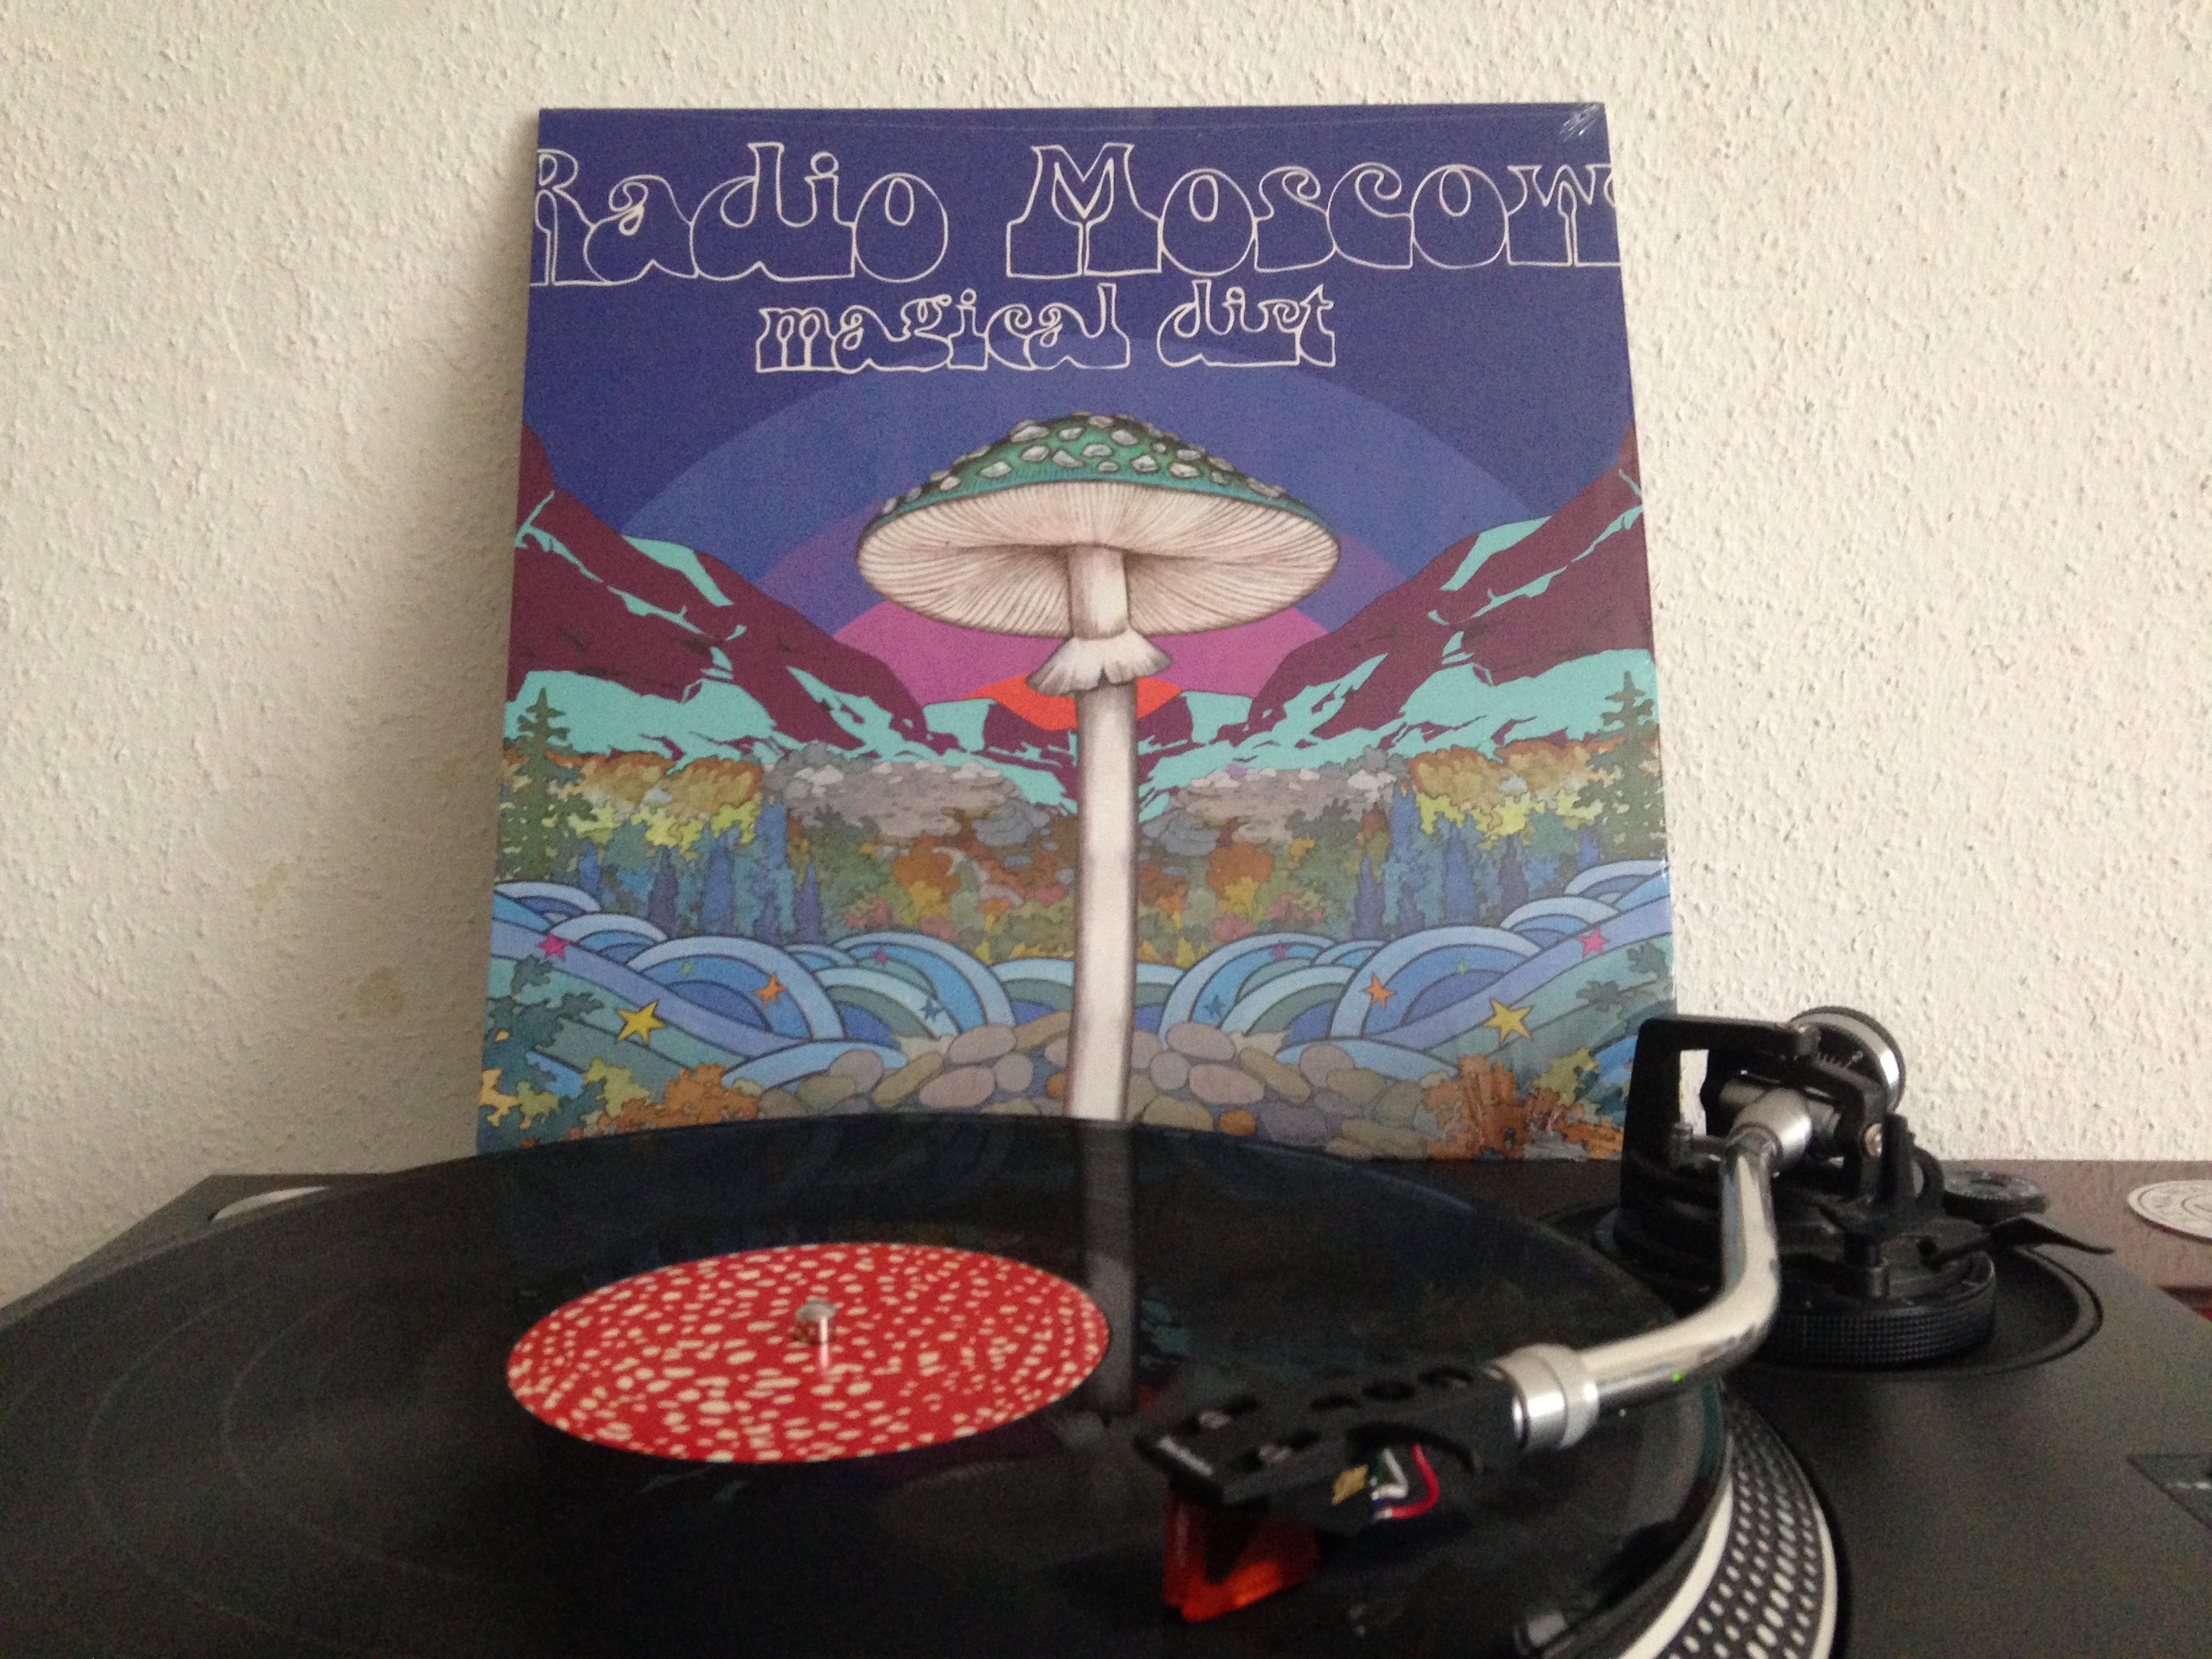 Radio Moscow
magical dirt